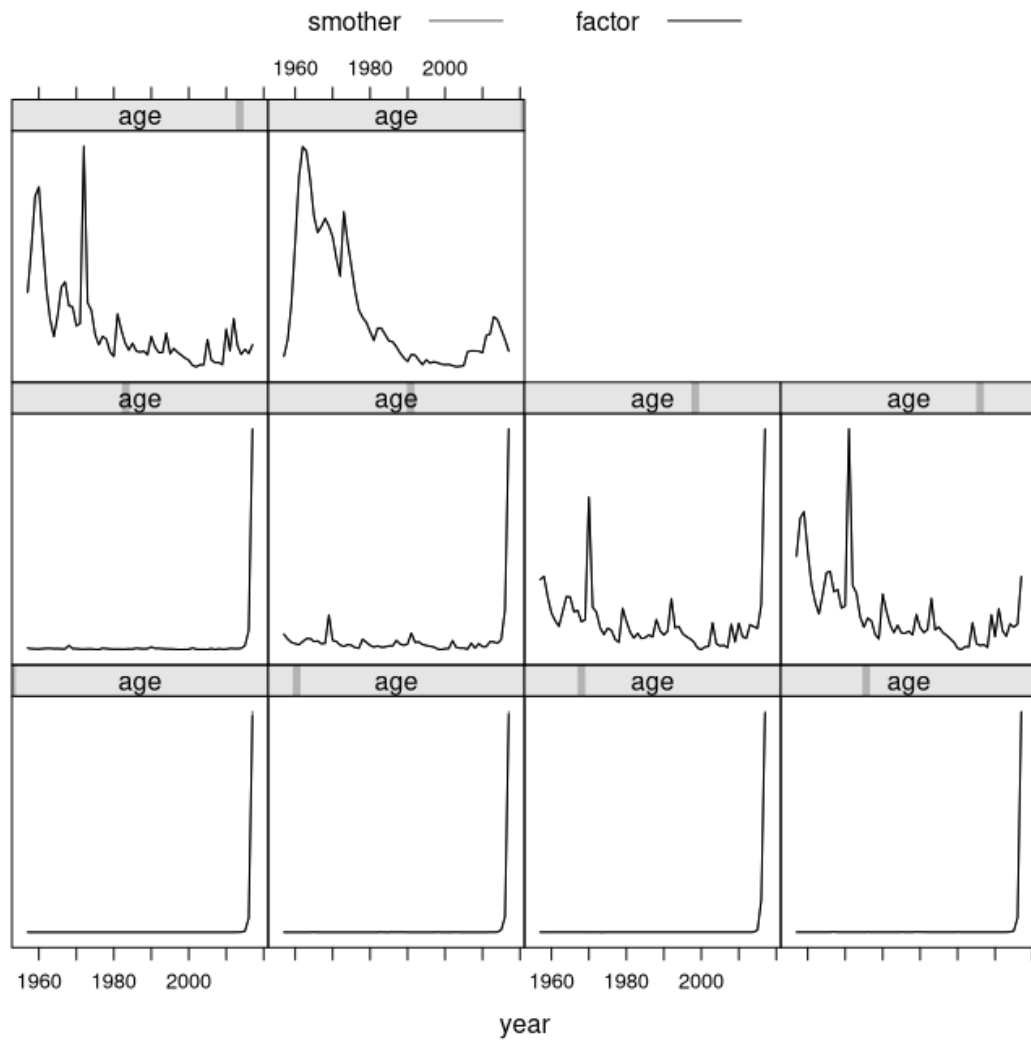 smother factor
1960 1980 2000
age age
age age age age
age age age age
1960 1980 2000 1960 1980 2000
year